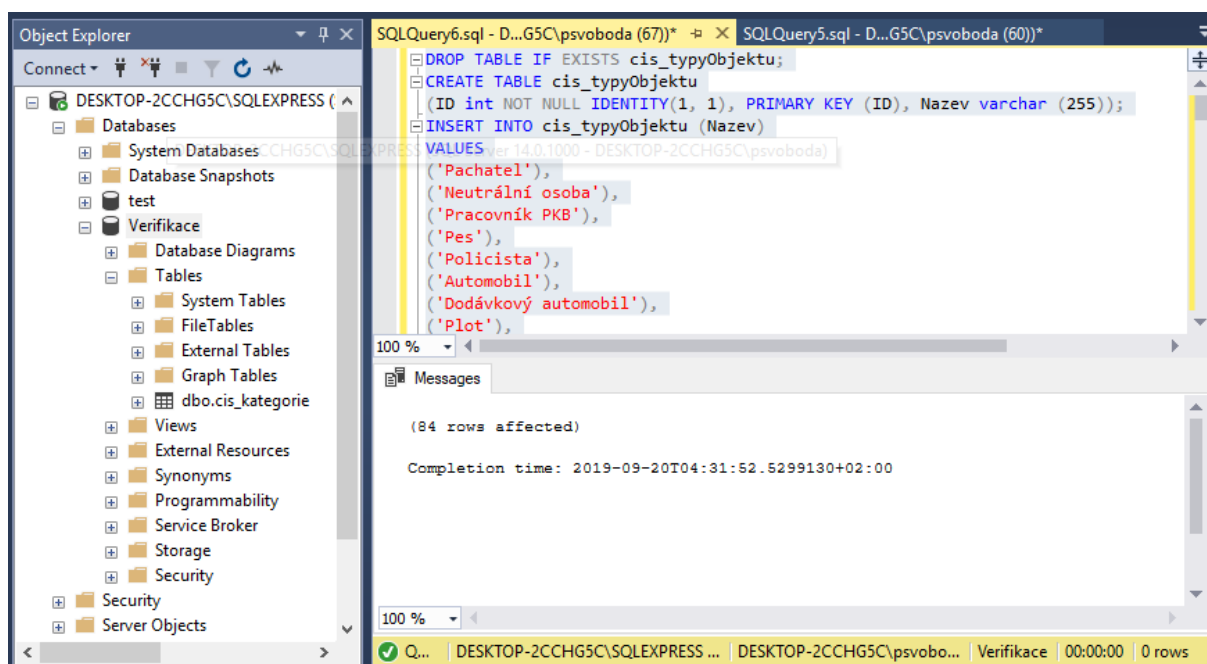 Object Explorer
Connect
DESKTOP-2CCHG5C\SQLEXPRESS (
Databases
System Databases
Database Snapshots
test
Verifikace
Database Diagrams
Tables
System Tables
FileTables
External Tables
Graph Tables
dbo.cis_kategorie
Views
External Resources
Synonyms
Programmability
Service Broker
Storage
Security
Security
Server Objects
SQLQuery6.sql - D...G5C\psvoboda (67))* SQLQuery5.sql - D...G5C\psvoboda (60))*
DROP TABLE IF EXISTS cis_typyObjektu;
CREATE TABLE cis_typyObjektu
(ID int NOT NULL IDENTITY(1, 1), PRIMARY KEY (ID), Nazev varchar (255));
INSERT INTO cis_typyObjektu (Nazev)
VALUES
('Pachatel'),
('Neutrální osoba'),
('Pracovník PKB'),
('Pes'),
('Policista'),
('Automobil'),
('Dodávkový automobil'),
('Plot'),
100 %
Messages
(84 rows affected)
Completion time: 2019-09-20T04:31:52.5299130+02:00
100 %
Q... DESKTOP-2CCHG5C\SQLEXPRESS ... DESKTOP-2CCHG5C\psvobo... Verifikace 00:00:00 0 rows